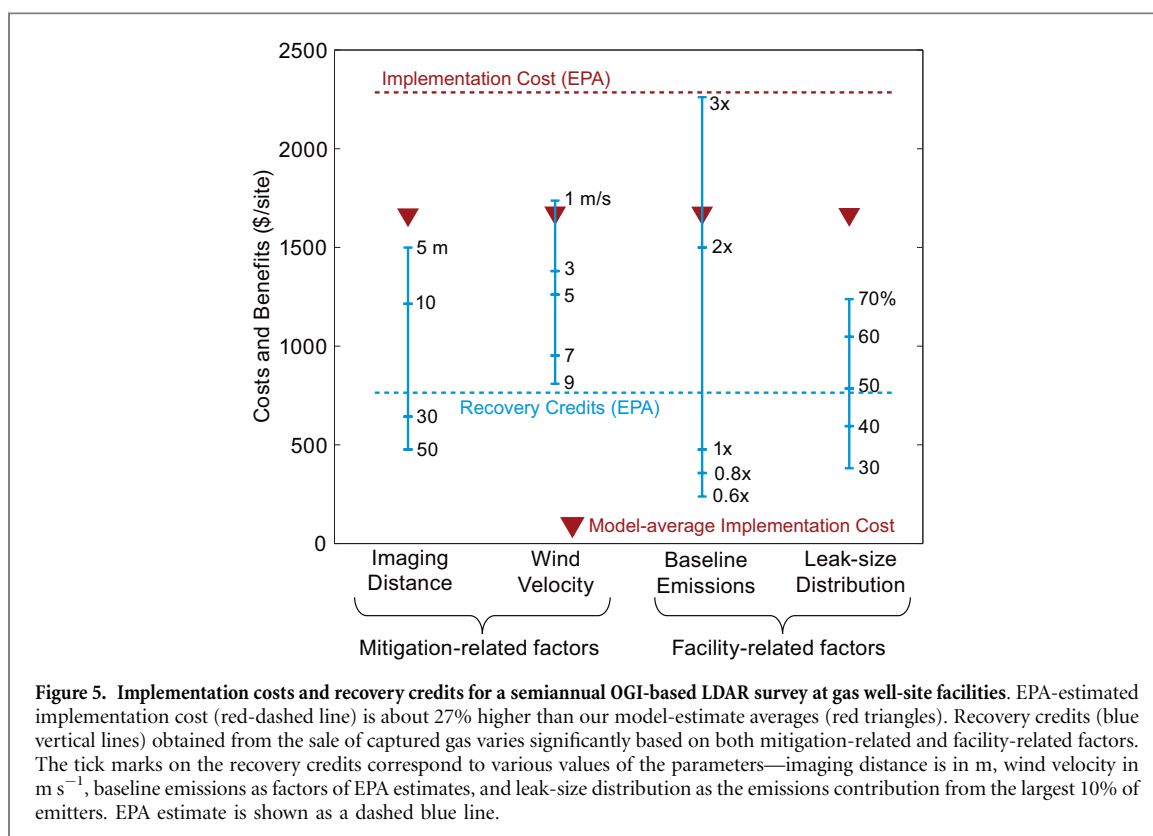 2500
2000
1500
1000
500
0
Costs and Benefits ($/site)
Implementation Cost (EPA)
3x
1 m/s
5 m
2x
3
10
5
70%
60
7
9
50
Recovery Credits (EPA)
30
40
50
1x
30
0.8x
0.6x
Model-average Implementation Cost
Imaging Distance
Wind Velocity
Baseline Emissions
Leak-size Distribution
Mitigation-related factors
Facility-related factors
Figure 5. Implementation costs and recovery credits for a semiannual OGI-based LDAR survey at gas well-site facilities. EPA-estimated
implementation cost (red-dashed line) is about 27% higher than our model-estimate averages (red triangles). Recovery credits (blue
vertical lines) obtained from the sale of captured gas varies significantly based on both mitigation-related and facility-related factors.
The tick marks on the recovery credits correspond to various values of the parameters—imaging distance is in m, wind velocity in
m s⁻¹, baseline emissions as factors of EPA estimates, and leak-size distribution as the emissions contribution from the largest 10% of
emitters. EPA estimate is shown as a dashed blue line.